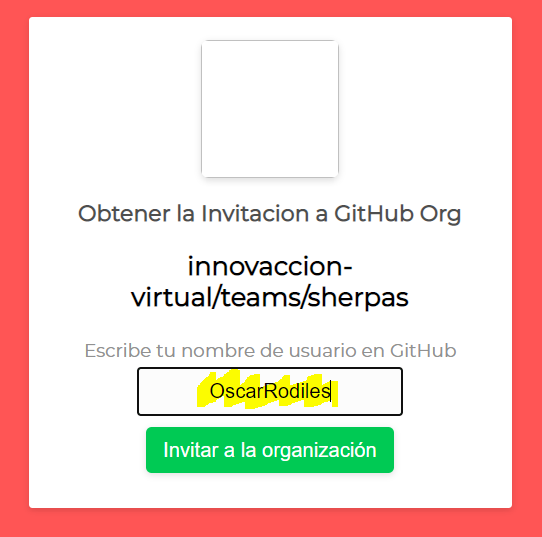 Obtener la Invitacion a GitHub Org
innovaccion-
virtual/teams/sherpas
Escribe tu nombre de usuario en GitHub
OscarRodiles
Invitar a la organización